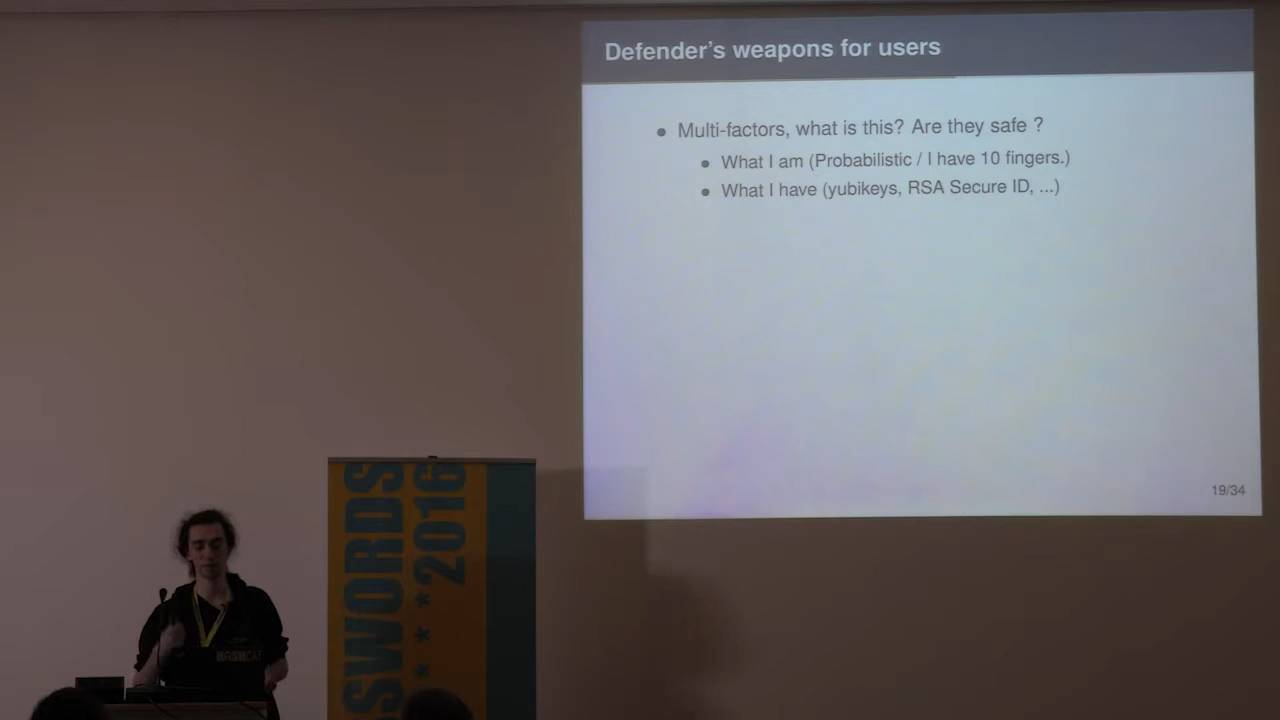 Defender's weapons for users
• Multi-factors, what is this? Are they safe ?
• What I am (Probabilistic / I have 10 fingers.)
• What I have (yubikeys, RSA Secure ID, ...)
19/34
SWORDS
* * *2016
HASHCAT